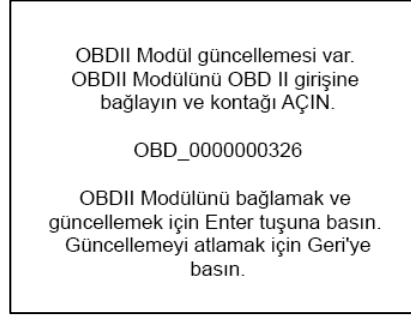 OBDII Modül güncellemesi var.
OBDII Modülünü OBD II girişine
bağlayın ve kontağı AÇIN.
OBD_0000000326
OBDII Modülünü bağlamak ve
güncellemek için Enter tuşuna basın.
Güncellemeyi atlamak için Geri'ye
basın.